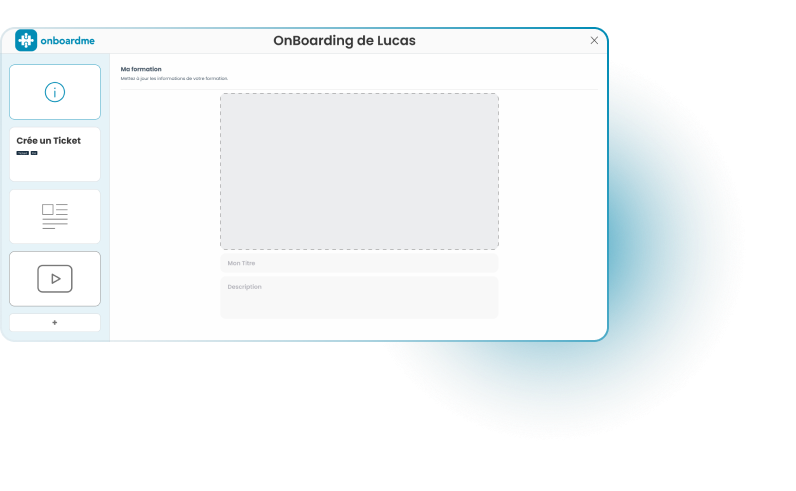 onboardme
OnBoarding de Lucas
Ma formation
Mettez à jour les informations de votre formation.
Crée un Ticket
Mon Titre
Description
+